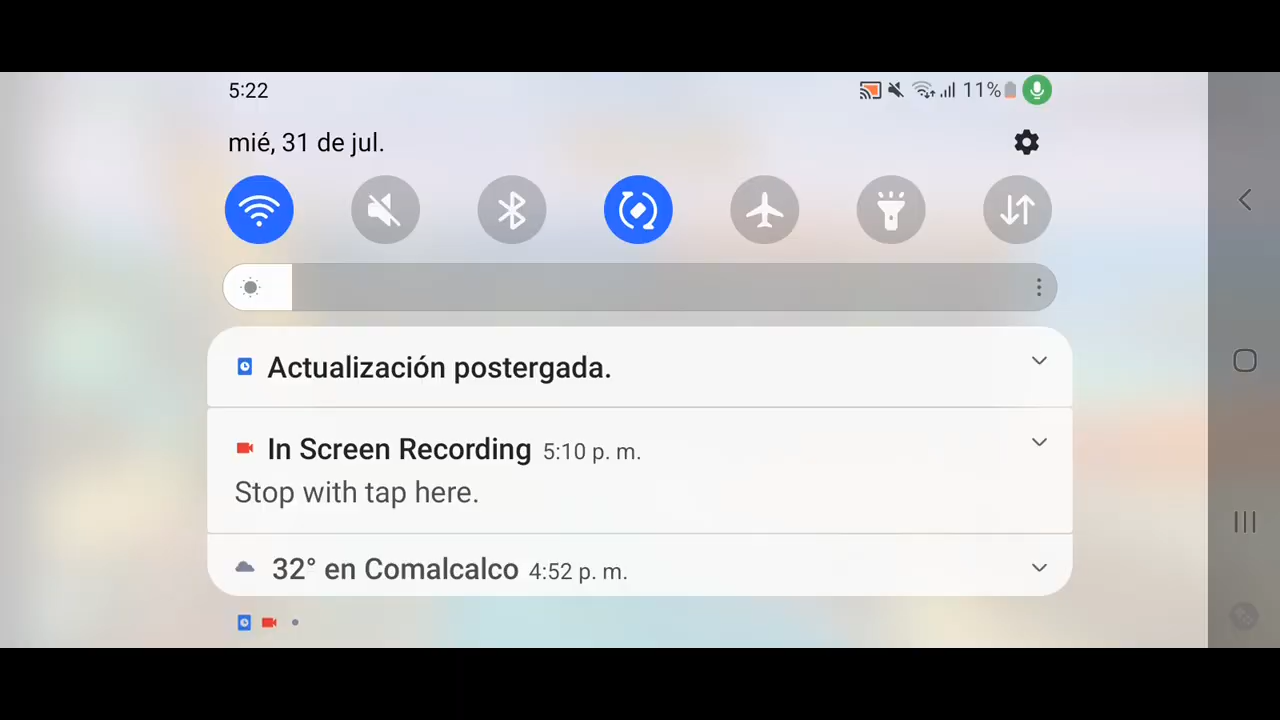 5:22
11%
mié, 31 de jul.
Actualización postergada.
In Screen Recording 5:10 p. m.
Stop with tap here.
32° en Comalcalco 4:52 p. m.